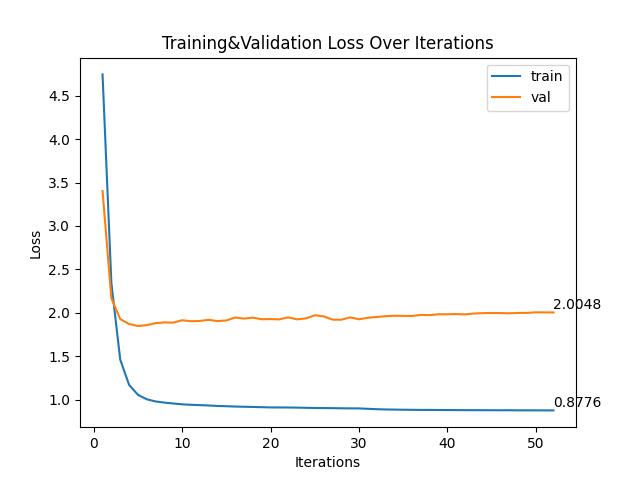 Training&Validation Loss Over Iterations
train
val
Loss
4.5
4.0
3.5
3.0
2.5
2.0
1.5
1.0
2.0048
0.8776
0 10 20 30 40 50
Iterations